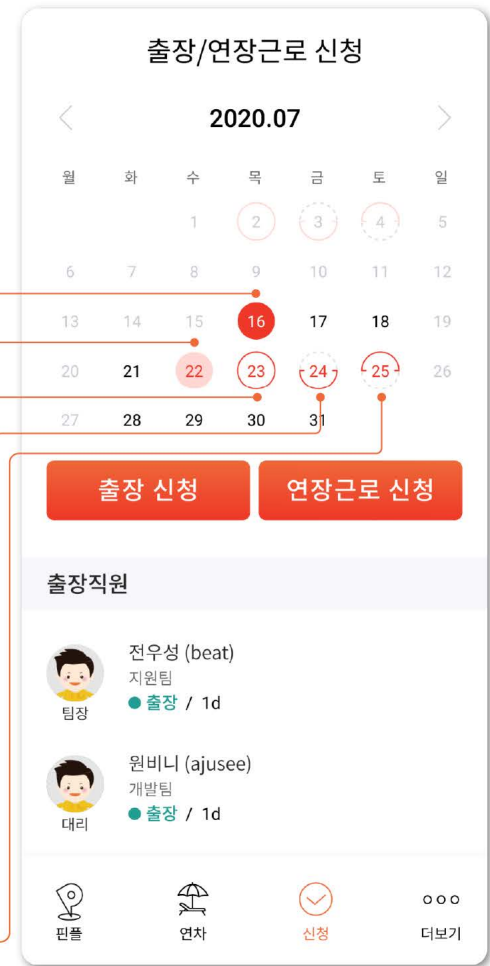 출장/연장근로 신청
2020.07
월 화 수 목 금 토 일
1 2 3 4 5
6 7 8 9 10 11 12
13 14 15 16 17 18 19
20 21 22 23 24 25 26
27 28 29 30 31
출장 신청 연장근로 신청
출장직원
전우성 (beat)
지원팀
팀장 출장 / 1d
원비니 (ajusee)
개발팀
대리 출장 / 1d
핀플 연차 신청 더보기